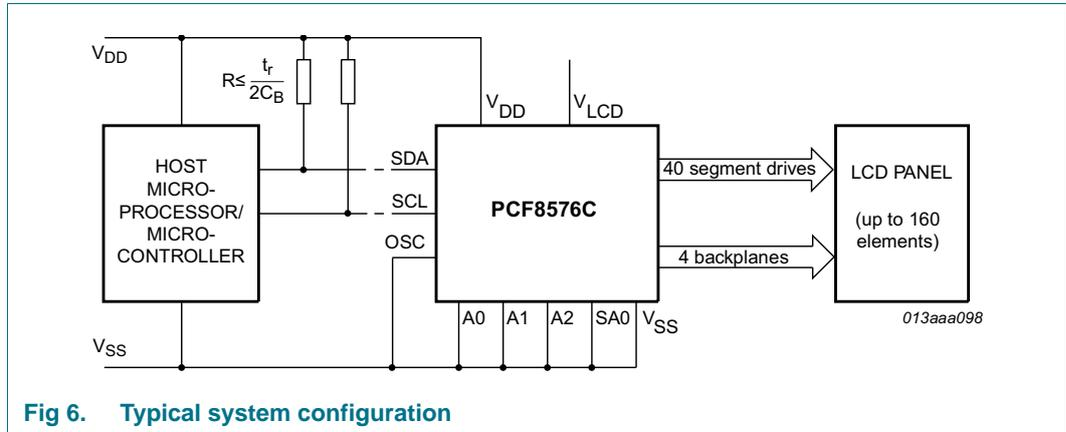 VDD
R≤ tr
2CB
VDD
VLCD
HOST
MICRO-
PROCESSOR/
MICRO-
CONTROLLER
SDA
SCL
OSC
PCF8576C
40 segment drives
4 backplanes
LCD PANEL
(up to 160
elements)
A0
A1
A2
SA0
VSS
013aaa098
VSS
Fig 6. Typical system configuration